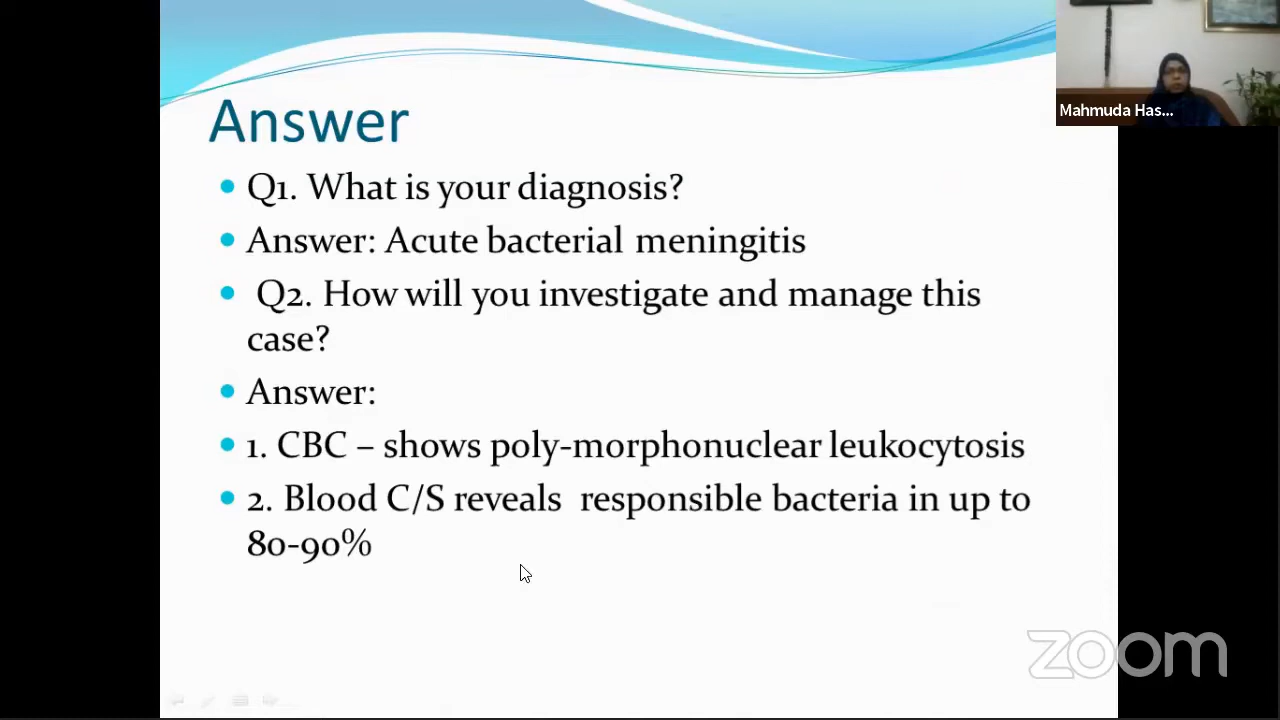 Answer
Q1. What is your diagnosis?
Answer: Acute bacterial meningitis
Q2. How will you investigate and manage this
case?
Answer:
1. CBC – shows poly-morphonuclear leukocytosis
2. Blood C/S reveals responsible bacteria in up to
80-90%
Mahmuda Has...
zoom